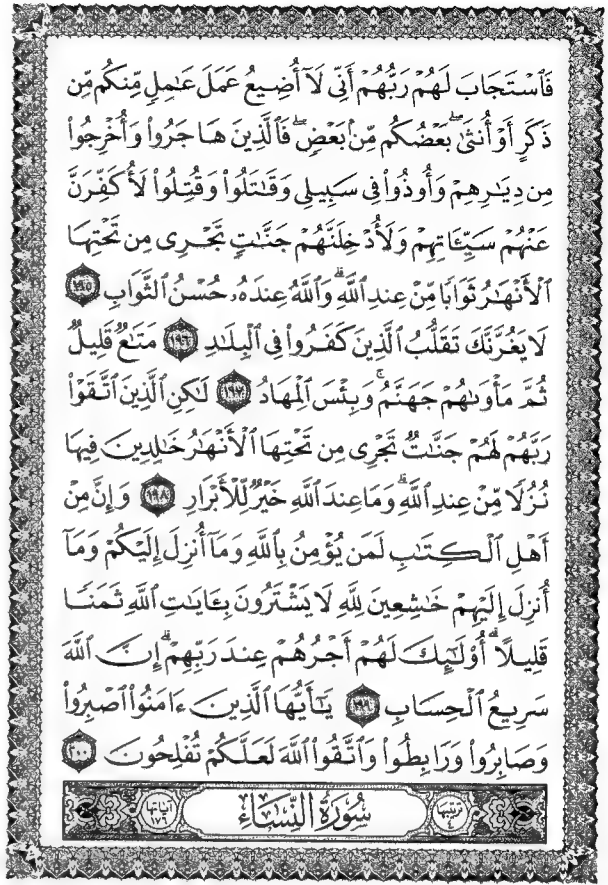 فَٱسْتَجَابَ لَهُمْ رَبُّهُمْ أَنِّى لَآ أُضِيعُ عَمَلَ عَٰمِلٍ مِّنكُم مِّن
ذَكَرٍ أَوْ أُنثَىٰ ۖ بَعْضُكُم مِّنۢ بَعْضٍ ۖ فَٱلَّذِينَ هَاجَرُوا۟ وَأُخْرِجُوا۟
مِن دِيَٰرِهِمْ وَأُوذُوا۟ فِى سَبِيلِى وَقَٰتَلُوا۟ وَقُتِلُوا۟ لَأُكَفِّرَنَّ
عَنْهُمْ سَيِّـَٔاتِهِمْ وَلَأُدْخِلَنَّهُمْ جَنَّٰتٍ تَجْرِى مِن تَحْتِهَا
ٱلْأَنْهَٰرُ ثَوَابًا مِّنْ عِندِ ٱللَّهِ ۗ وَٱللَّهُ عِندَهُۥ حُسْنُ ٱلثَّوَابِ ١٩٥
لَا يَغُرَّنَّكَ تَقَلُّبُ ٱلَّذِينَ كَفَرُوا۟ فِى ٱلْبِلَٰدِ ١٩٦ مَتَٰعٌ قَلِيلٌ
ثُمَّ مَأْوَىٰهُمْ جَهَنَّمُ ۚ وَبِئْسَ ٱلْمِهَادُ ١٩٧ لَٰكِنِ ٱلَّذِينَ ٱتَّقَوْا۟
رَبَّهُمْ لَهُمْ جَنَّٰتٌ تَجْرِى مِن تَحْتِهَا ٱلْأَنْهَٰرُ خَٰلِدِينَ فِيهَا
نُزُلًا مِّنْ عِندِ ٱللَّهِ ۗ وَمَا عِندَ ٱللَّهِ خَيْرٌ لِّلْأَبْرَارِ ١٩٨ وَإِنَّ مِنْ
أَهْلِ ٱلْكِتَٰبِ لَمَن يُؤْمِنُ بِٱللَّهِ وَمَآ أُنزِلَ إِلَيْكُمْ وَمَآ
أُنزِلَ إِلَيْهِمْ خَٰشِعِينَ لِلَّهِ لَا يَشْتَرُونَ بِـَٔايَٰتِ ٱللَّهِ ثَمَنًا
قَلِيلًا ۗ أُو۟لَٰٓئِكَ لَهُمْ أَجْرُهُمْ عِندَ رَبِّهِمْ ۗ إِنَّ ٱللَّهَ
سَرِيعُ ٱلْحِسَابِ ١٩٩ يَٰٓأَيُّهَا ٱلَّذِينَ ءَامَنُوا۟ ٱصْبِرُوا۟
وَصَابِرُوا۟ وَرَابِطُوا۟ وَٱتَّقُوا۟ ٱللَّهَ لَعَلَّكُمْ تُفْلِحُونَ ٢٠٠
ترتيبها ٤ سُورَةُ النِّسَاءِ آياتها ١٧٦